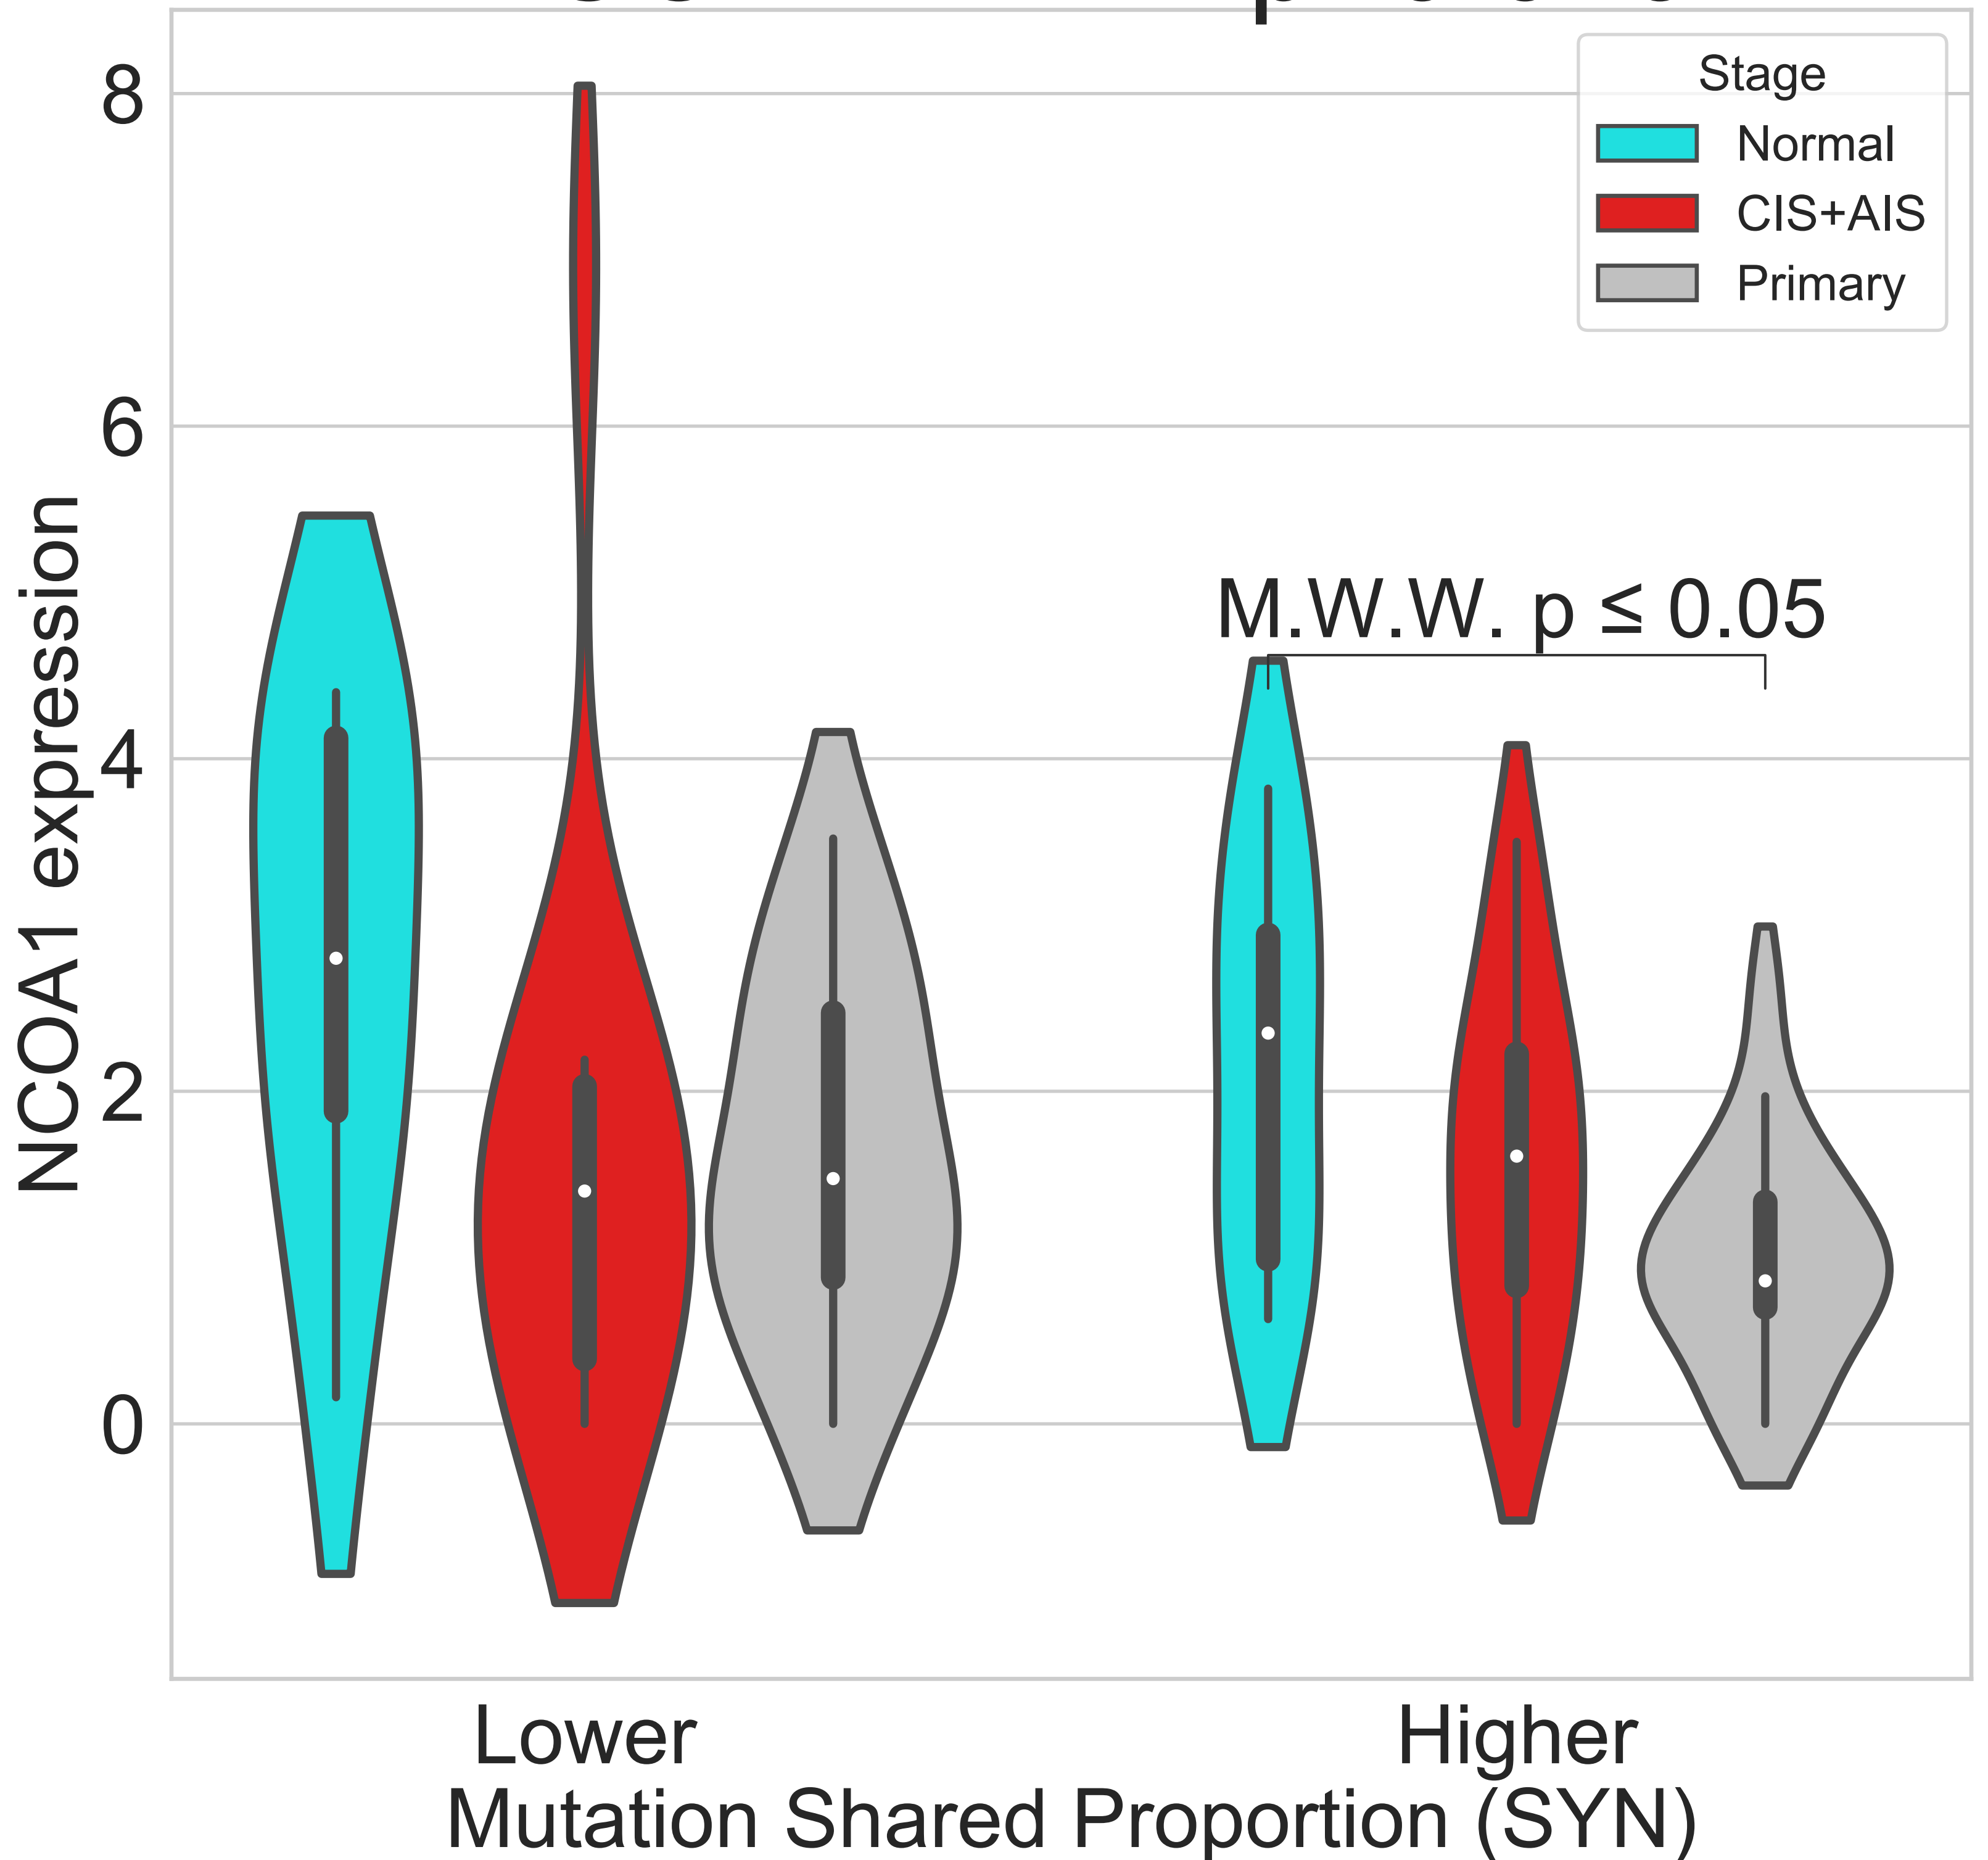 Stage
Normal
CIS+AIS
Primary
8
6
4
2
0
NCOA1 expression
M.W.W. p ≤ 0.05
Lower
Higher
Mutation Shared Proportion (SYN)